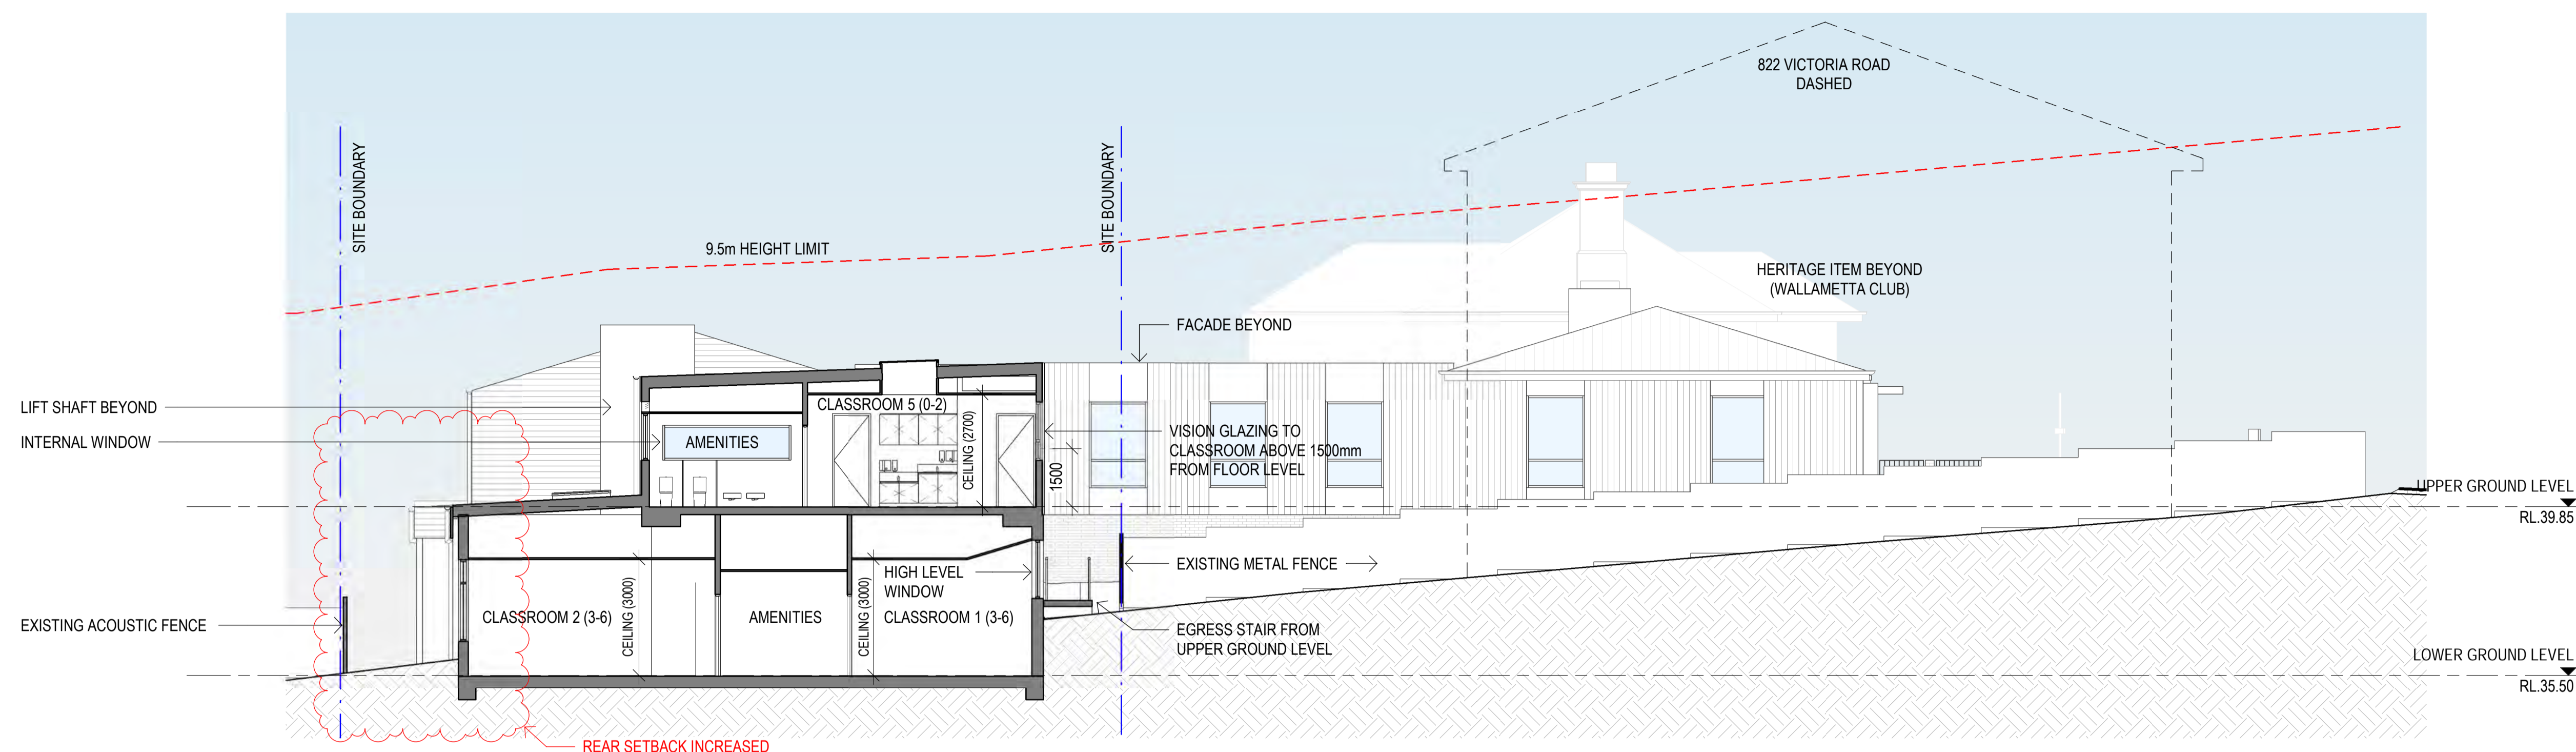 822 VICTORIA ROAD
DASHED
SITE BOUNDARY
SITE BOUNDARY
9.5m HEIGHT LIMIT
HERITAGE ITEM BEYOND
(WALLAMETTA CLUB)
FACADE BEYOND
LIFT SHAFT BEYOND
CLASSROOM 5 (0-2)
INTERNAL WINDOW
AMENITIES
CEILING (2700)
1500
VISION GLAZING TO
CLASSROOM ABOVE 1500mm
FROM FLOOR LEVEL
UPPER GROUND LEVEL
RL.39.85
EXISTING METAL FENCE
HIGH LEVEL
WINDOW
EXISTING ACOUSTIC FENCE
CLASSROOM 2 (3-6)
CEILING (3000)
AMENITIES
CEILING (3000)
CLASSROOM 1 (3-6)
EGRESS STAIR FROM
UPPER GROUND LEVEL
LOWER GROUND LEVEL
RL.35.50
REAR SETBACK INCREASED